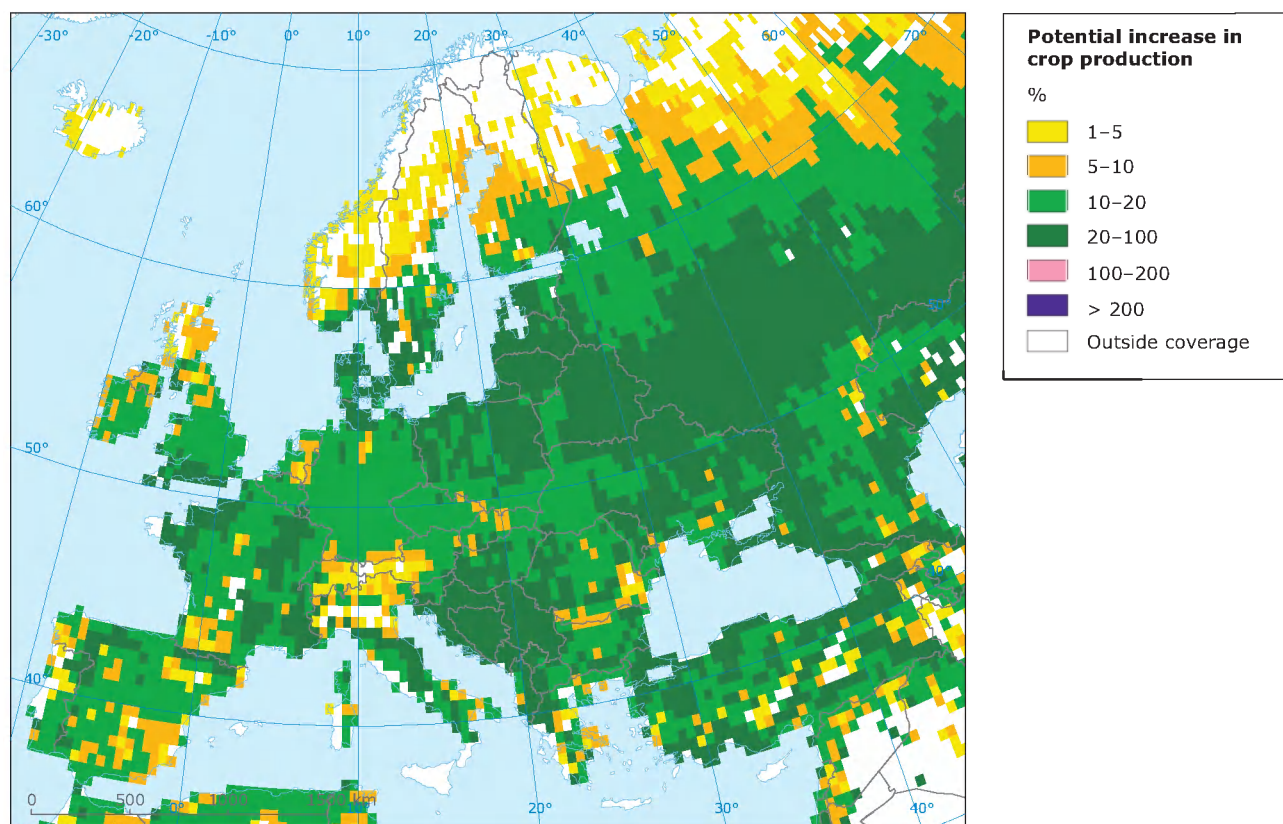 -30° -20° -10° 0° 10° 20° 30° 40° 50° 60° 70°
60°
50°
40°
0 500 1000 1500 km
0° 10° 20° 30° 40°
Potential increase in
crop production
%
1–5
5–10
10–20
20–100
100–200
> 200
Outside coverage